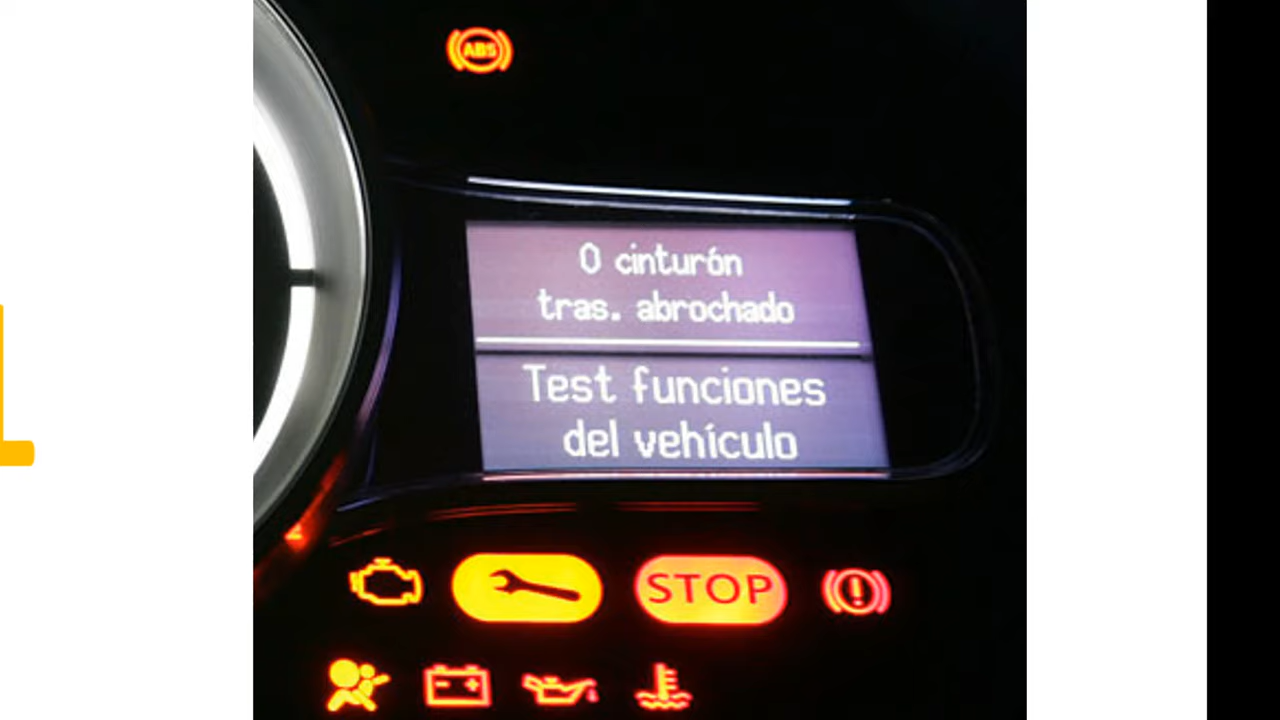 ABS
0 cinturón
tras. abrochado
Test funciones
del vehículo
STOP